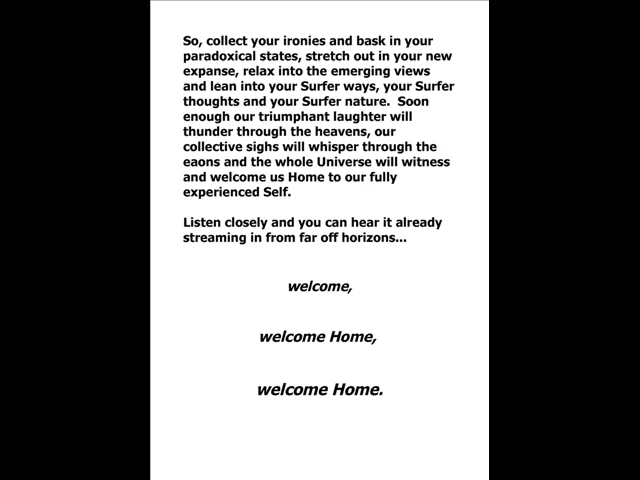 So, collect your ironies and bask in your
paradoxical states, stretch out in your new
expanse, relax into the emerging views
and lean into your Surfer ways, your Surfer
thoughts and your Surfer nature.  Soon
enough our triumphant laughter will
thunder through the heavens, our
collective sighs will whisper through the
eaons and the whole Universe will witness
and welcome us Home to our fully
experienced Self.
Listen closely and you can hear it already
streaming in from far off horizons...
welcome,
welcome Home,
welcome Home.